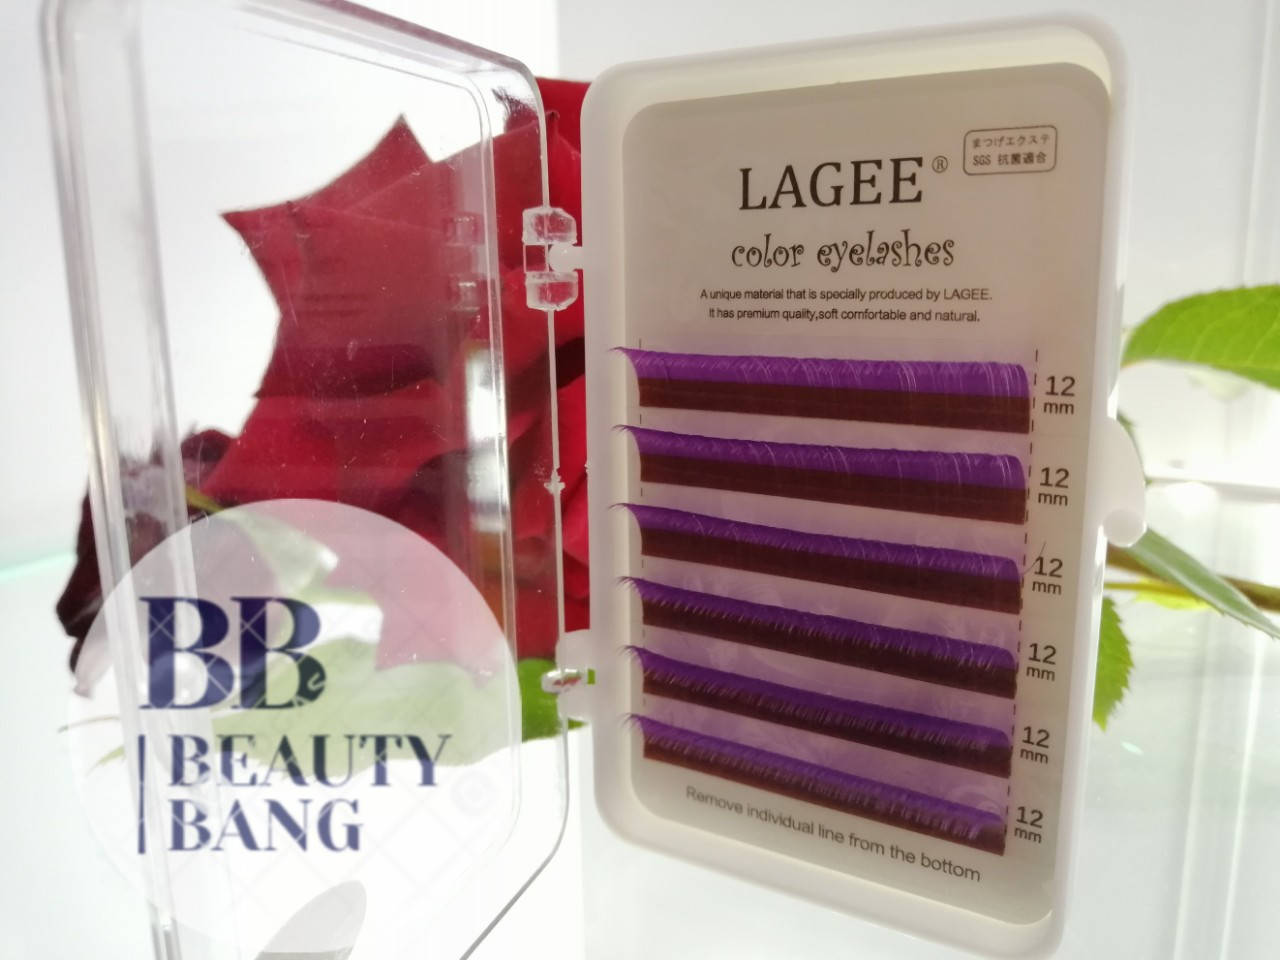 LAGEE®
まつげエクステ
SGS 抗菌適合
color eyelashes
A unique material that is specially produced by LAGEE.
It has premium quality,soft comfortable and natural.
12
mm
12
mm
12
mm
12
mm
12
mm
12
mm
Remove individual line from the bottom
BB
BEAUTY
BANG